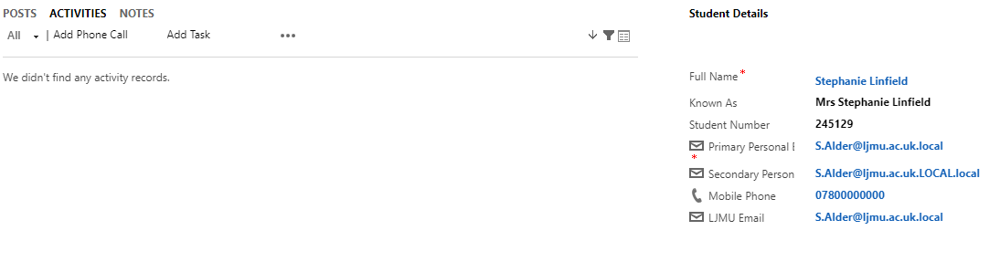 POSTS ACTIVITIES NOTES
All | Add Phone Call Add Task •••
We didn't find any activity records.
Student Details
Full Name * Stephanie Linfield
Known As Mrs Stephanie Linfield
Student Number 245129
Primary Personal E S.Alder@ljmu.ac.uk.local
*
Secondary Person S.Alder@ljmu.ac.uk.LOCAL.local
Mobile Phone 07800000000
LJMU Email S.Alder@ljmu.ac.uk.local